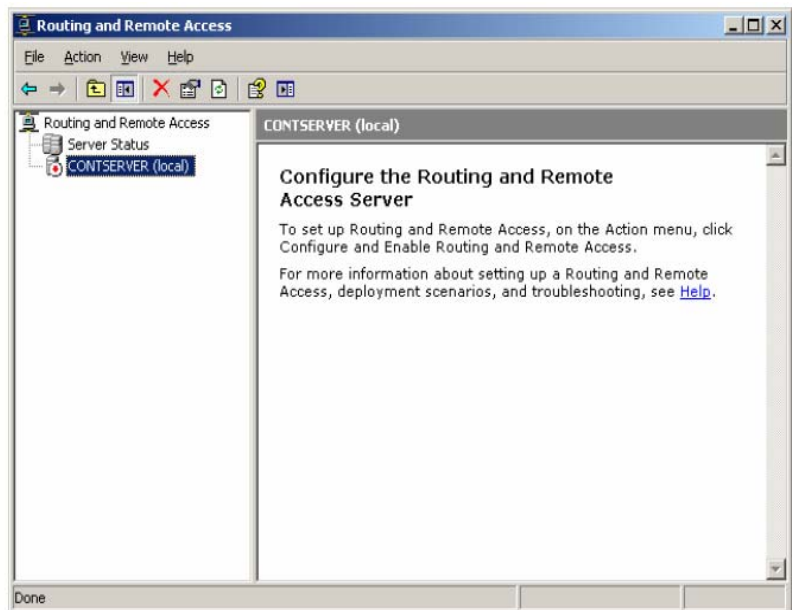 Routing and Remote Access
File Action View Help
Routing and Remote Access
Server Status
CONTSERVER (local)
CONTSERVER (local)
Configure the Routing and Remote
Access Server
To set up Routing and Remote Access, on the Action menu, click
Configure and Enable Routing and Remote Access.
For more information about setting up a Routing and Remote
Access, deployment scenarios, and troubleshooting, see Help.
Done